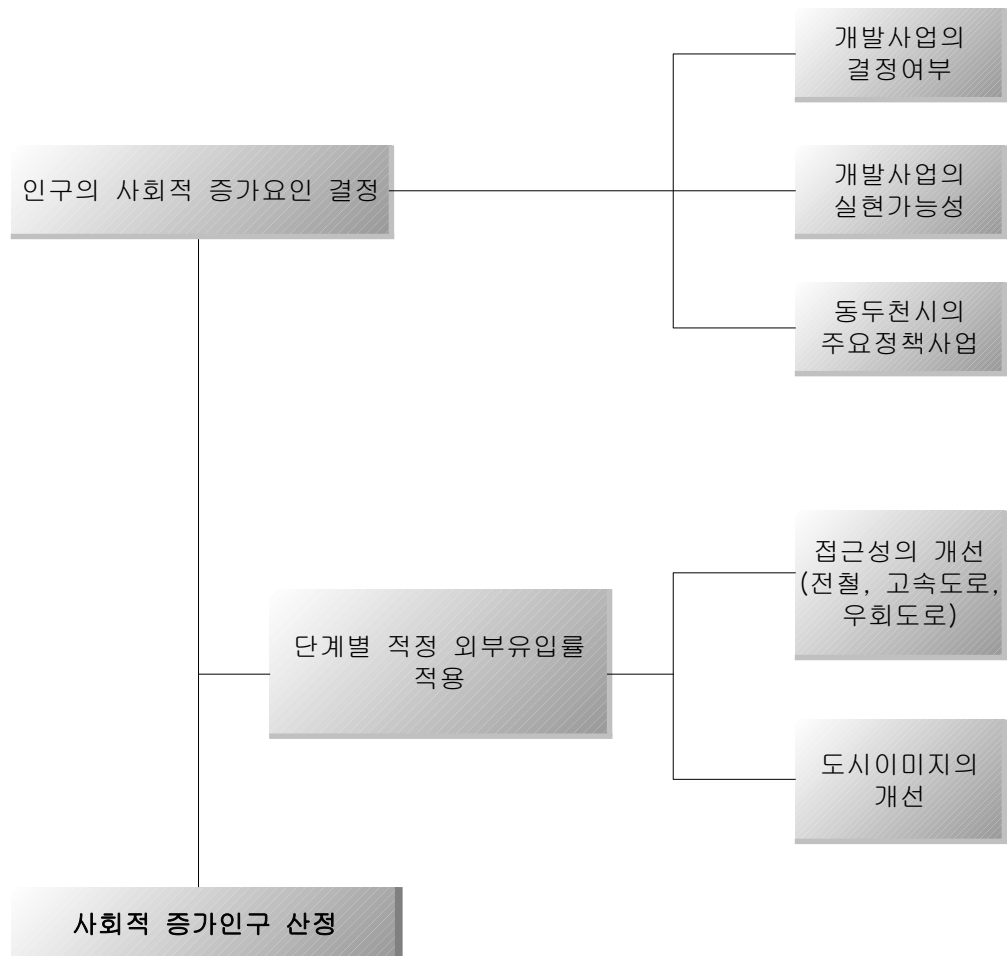 개발사업의
결정여부
인구의 사회적 증가요인 결정
개발사업의
실현가능성
동두천시의
주요정책사업
접근성의 개선
(전철, 고속도로,
우회도로)
단계별 적정 외부유입률
적용
도시이미지의
개선
사회적 증가인구 산정